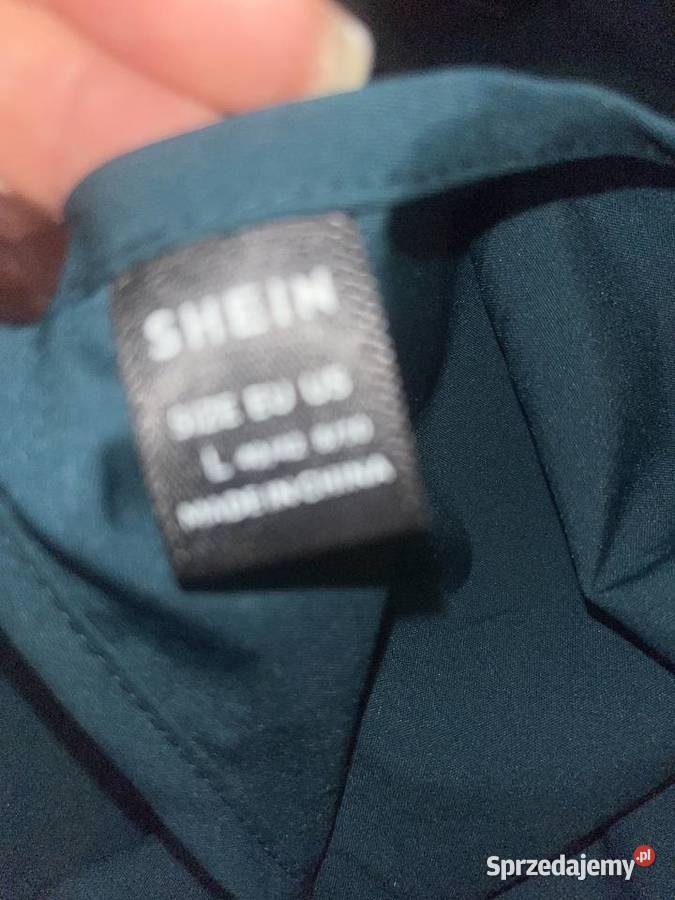 SHEIN
SIZE EU US
L
MADE IN CHINA
Sprzedajemy.pl